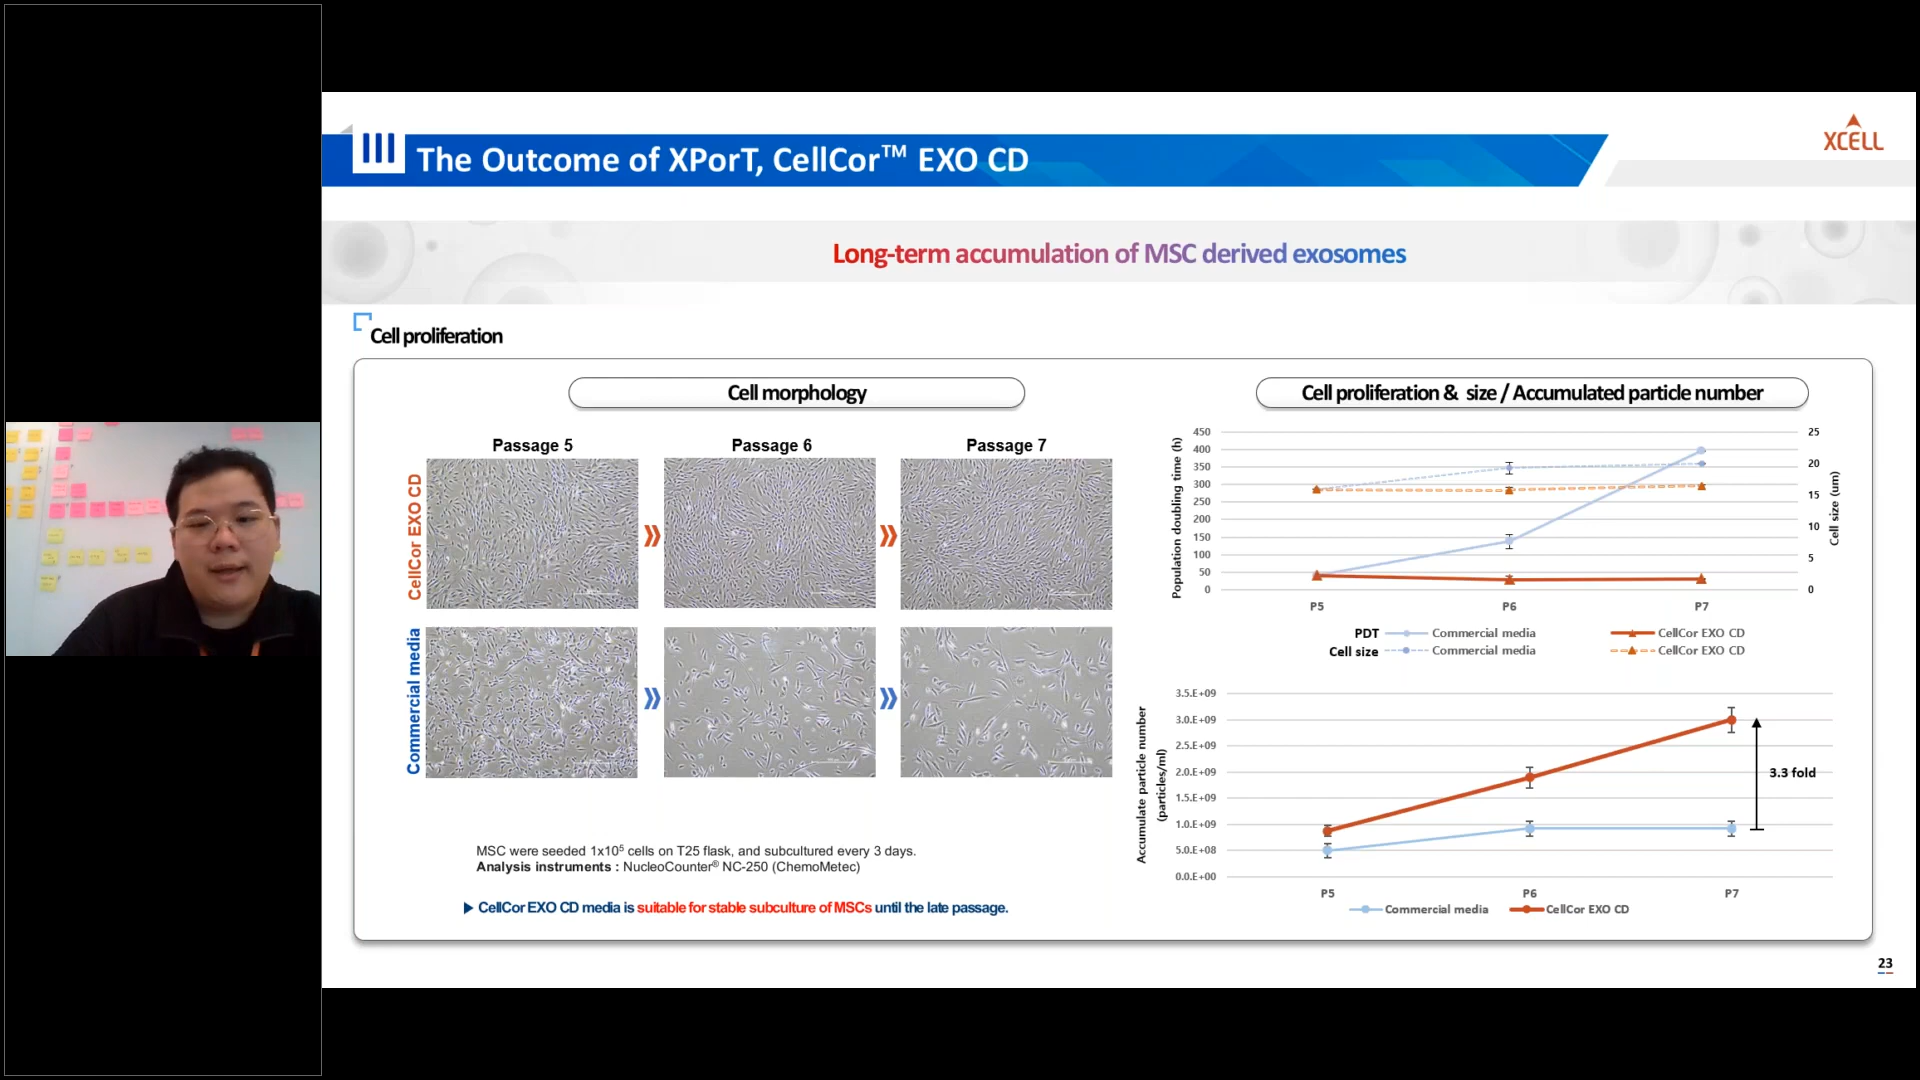 III The Outcome of XPorT, CellCor™ EXO CD
XCELL
Long-term accumulation of MSC derived exosomes
Cell proliferation
Cell morphology
Passage 5 Passage 6 Passage 7
CellCor EXO CD
Commercial media
MSC were seeded 1x10⁵ cells on T25 flask, and subcultured every 3 days.
Analysis instruments : NucleoCounter® NC-250 (ChemoMetec)
▶ CellCor EXO CD media is suitable for stable subculture of MSCs until the late passage.
Cell proliferation & size / Accumulated particle number
Population doubling time (h)
450
400
350
300
250
200
150
100
50
0
25
20
15
10
5
0
Cell size (um)
P5 P6 P7
PDT Commercial media CellCor EXO CD
Cell size Commercial media CellCor EXO CD
Accumulate particle number
(particles/ml)
3.5.E+09
3.0.E+09
2.5.E+09
2.0.E+09
1.5.E+09
1.0.E+09
5.0.E+08
0.0.E+00
3.3 fold
P5 P6 P7
Commercial media CellCor EXO CD
23